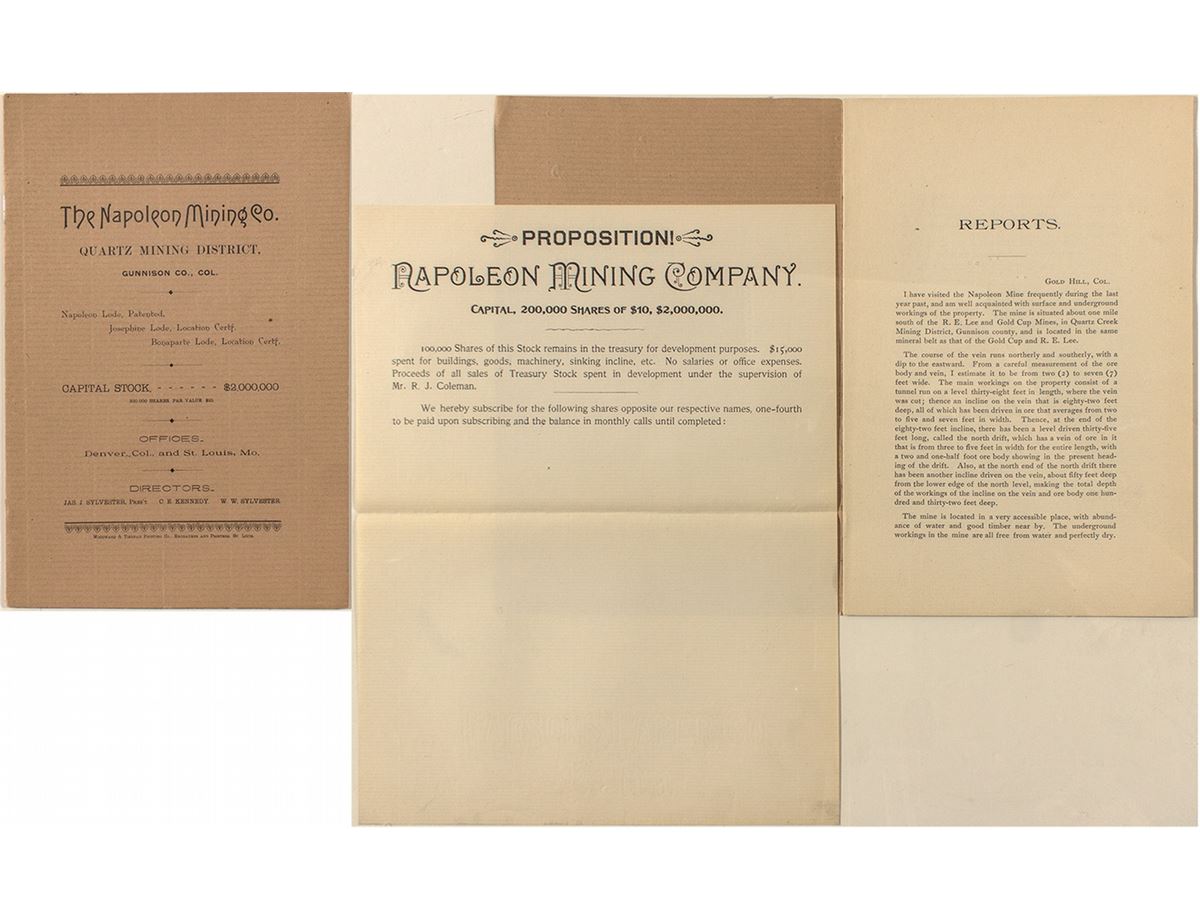 The Napoleon Mining Co.
QUARTZ MINING DISTRICT,
GUNNISON CO., COL.
Napoleon Lode, Patented,
Josephine Lode, Location Certf.
Bonaparte Lode, Location Certf.
CAPITAL STOCK, - - - - - - - $2,000,000
200,000 SHARES, PAR VALUE $10.
OFFICES.
Denver, Col., and St. Louis, Mo.
DIRECTORS.
JAS. J. SYLVESTER, PRES'T C. E. KENNEDY. W. W. SYLVESTER
WOODWARD & TIERNAN PRINTING CO., ENGRAVERS AND PRINTERS, ST. LOUIS.
PROPOSITION!
NAPOLEON MINING COMPANY.
CAPITAL, 200,000 SHARES OF $10, $2,000,000.
100,000 Shares of this Stock remains in the treasury for development purposes. $15,000
spent for buildings, goods, machinery, sinking incline, etc. No salaries or office expenses.
Proceeds of all sales of Treasury Stock spent in development under the supervision of
Mr. R. J. Coleman.
We hereby subscribe for the following shares opposite our respective names, one-fourth
to be paid upon subscribing and the balance in monthly calls until completed:
REPORTS.
GOLD HILL, COL.
I have visited the Napoleon Mine frequently during the last
year past, and am well acquainted with surface and underground
workings of the property. The mine is situated about one mile
south of the R. E. Lee and Gold Cup Mines, in Quartz Creek
Mining District, Gunnison county, and is located in the same
mineral belt as that of the Gold Cup and R. E. Lee.
The course of the vein runs northerly and southerly, with a
dip to the eastward. From a careful measurement of the ore
body and vein, I estimate it to be from two (2) to seven (7)
feet wide. The main workings on the property consist of a
tunnel run on a level thirty-eight feet in length, where the vein
was cut; thence an incline on the vein that is eighty-two feet
deep, all of which has been driven in ore that averages from two
to five and seven feet in width. Thence, at the end of the
eighty-two feet incline, there has been a level driven thirty-five
feet long, called the north drift, which has a vein of ore in it
that is from three to five feet in width for the entire length, with
a two and one-half foot ore body showing in the present head-
ing of the drift. Also, at the north end of the north drift there
has been another incline driven on the vein, about fifty feet deep
from the lower edge of the north level, making the total depth
of the workings of the incline on the vein and ore body one hun-
dred and thirty-two feet deep.
The mine is located in a very accessible place, with abund-
ance of water and good timber near by. The underground
workings in the mine are all free from water and perfectly dry.